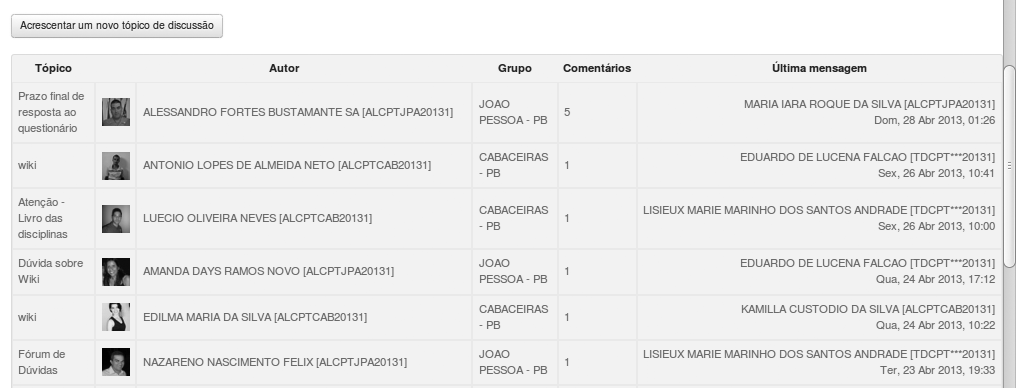 Acrescentar um novo tópico de discussão
Tópico Autor Grupo Comentários Última mensagem
Prazo final de
resposta ao
questionário
ALESSANDRO FORTES BUSTAMANTE SA [ALCPTJPA20131]
JOAO
PESSOA - PB
5
MARIA IARA ROQUE DA SILVA [ALCPTJPA20131]
Dom, 28 Abr 2013, 01:26
wiki
ANTONIO LOPES DE ALMEIDA NETO [ALCPTCAB20131]
CABACEIRAS
- PB
1
EDUARDO DE LUCENA FALCAO [TDCPT***20131]
Sex, 26 Abr 2013, 10:41
Atenção -
Livro das
disciplinas
LUECIO OLIVEIRA NEVES [ALCPTCAB20131]
CABACEIRAS
- PB
1
LISIEUX MARIE MARINHO DOS SANTOS ANDRADE [TDCPT***20131]
Sex, 26 Abr 2013, 10:00
Dúvida sobre
Wiki
AMANDA DAYS RAMOS NOVO [ALCPTJPA20131]
JOAO
PESSOA - PB
1
EDUARDO DE LUCENA FALCAO [TDCPT***20131]
Qua, 24 Abr 2013, 17:12
wiki
EDILMA MARIA DA SILVA [ALCPTCAB20131]
CABACEIRAS
- PB
1
KAMILLA CUSTODIO DA SILVA [ALCPTCAB20131]
Qua, 24 Abr 2013, 10:22
Fórum de
Dúvidas
NAZARENO NASCIMENTO FELIX [ALCPTJPA20131]
JOAO
PESSOA - PB
1
LISIEUX MARIE MARINHO DOS SANTOS ANDRADE [TDCPT***20131]
Ter, 23 Abr 2013, 19:33